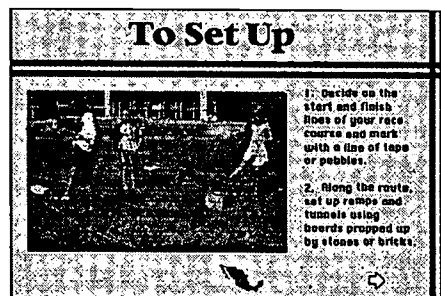 To Set Up
1. Decide on the
start and finish
lines of your race
course and mark
with a line of tape
or pebbles.
2. Along the route,
set up ramps and
tunnels using
boards propped up
by stones or bricks.